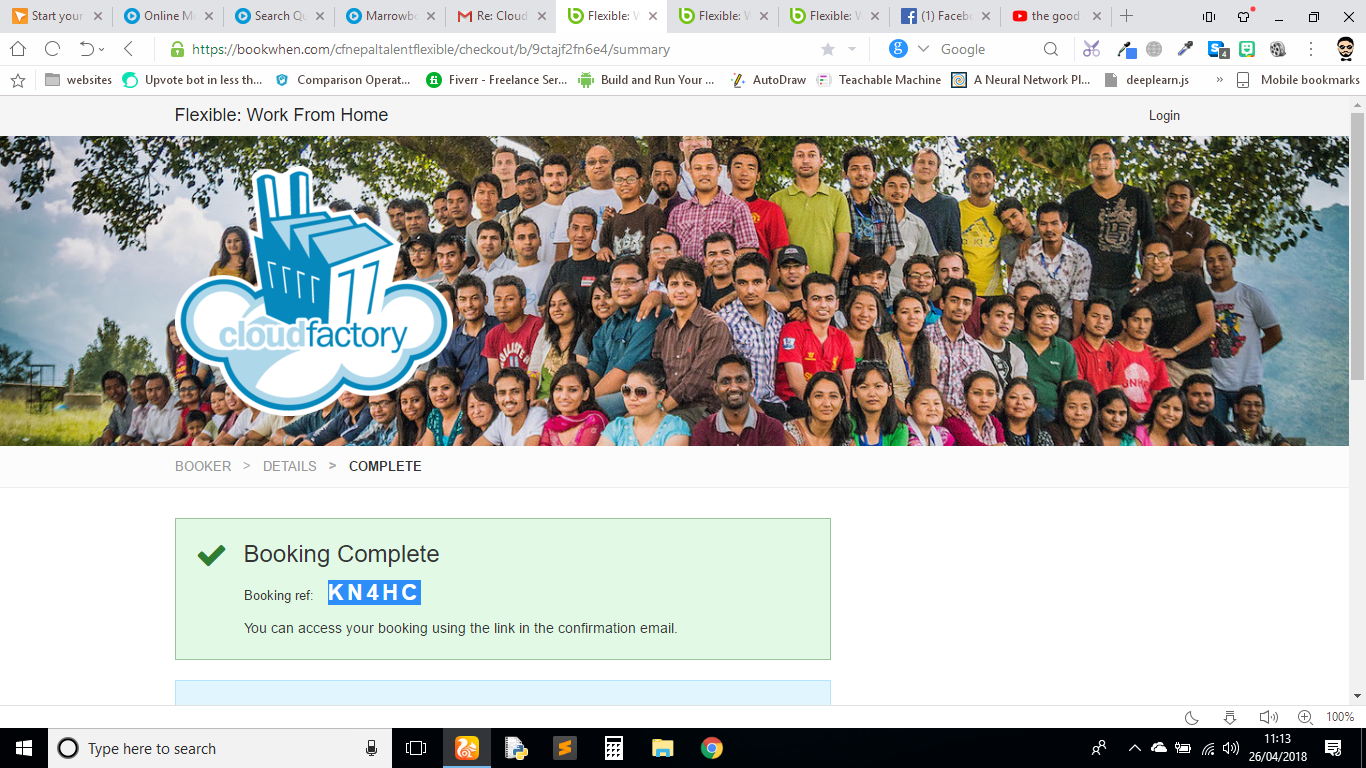 Start your
Online M
Search Qu
Marrowbo
Re: Cloud
Flexible: W
Flexible: W
Flexible: W
(1) Facebo
the good
https://bookwhen.com/cfnepaltalentflexible/checkout/b/9ctajf2fn6e4/summary
Google
4
websites
Upvote bot in less th...
Comparison Operat...
Fiverr - Freelance Ser...
Build and Run Your ...
AutoDraw
Teachable Machine
A Neural Network Pl...
deeplearn.js
»
Mobile bookmarks
Flexible: Work From Home
Login
cloudfactory
BOOKER > DETAILS > COMPLETE
Booking Complete
Booking ref: KN4HC
You can access your booking using the link in the confirmation email.
100%
Type here to search
11:13
26/04/2018